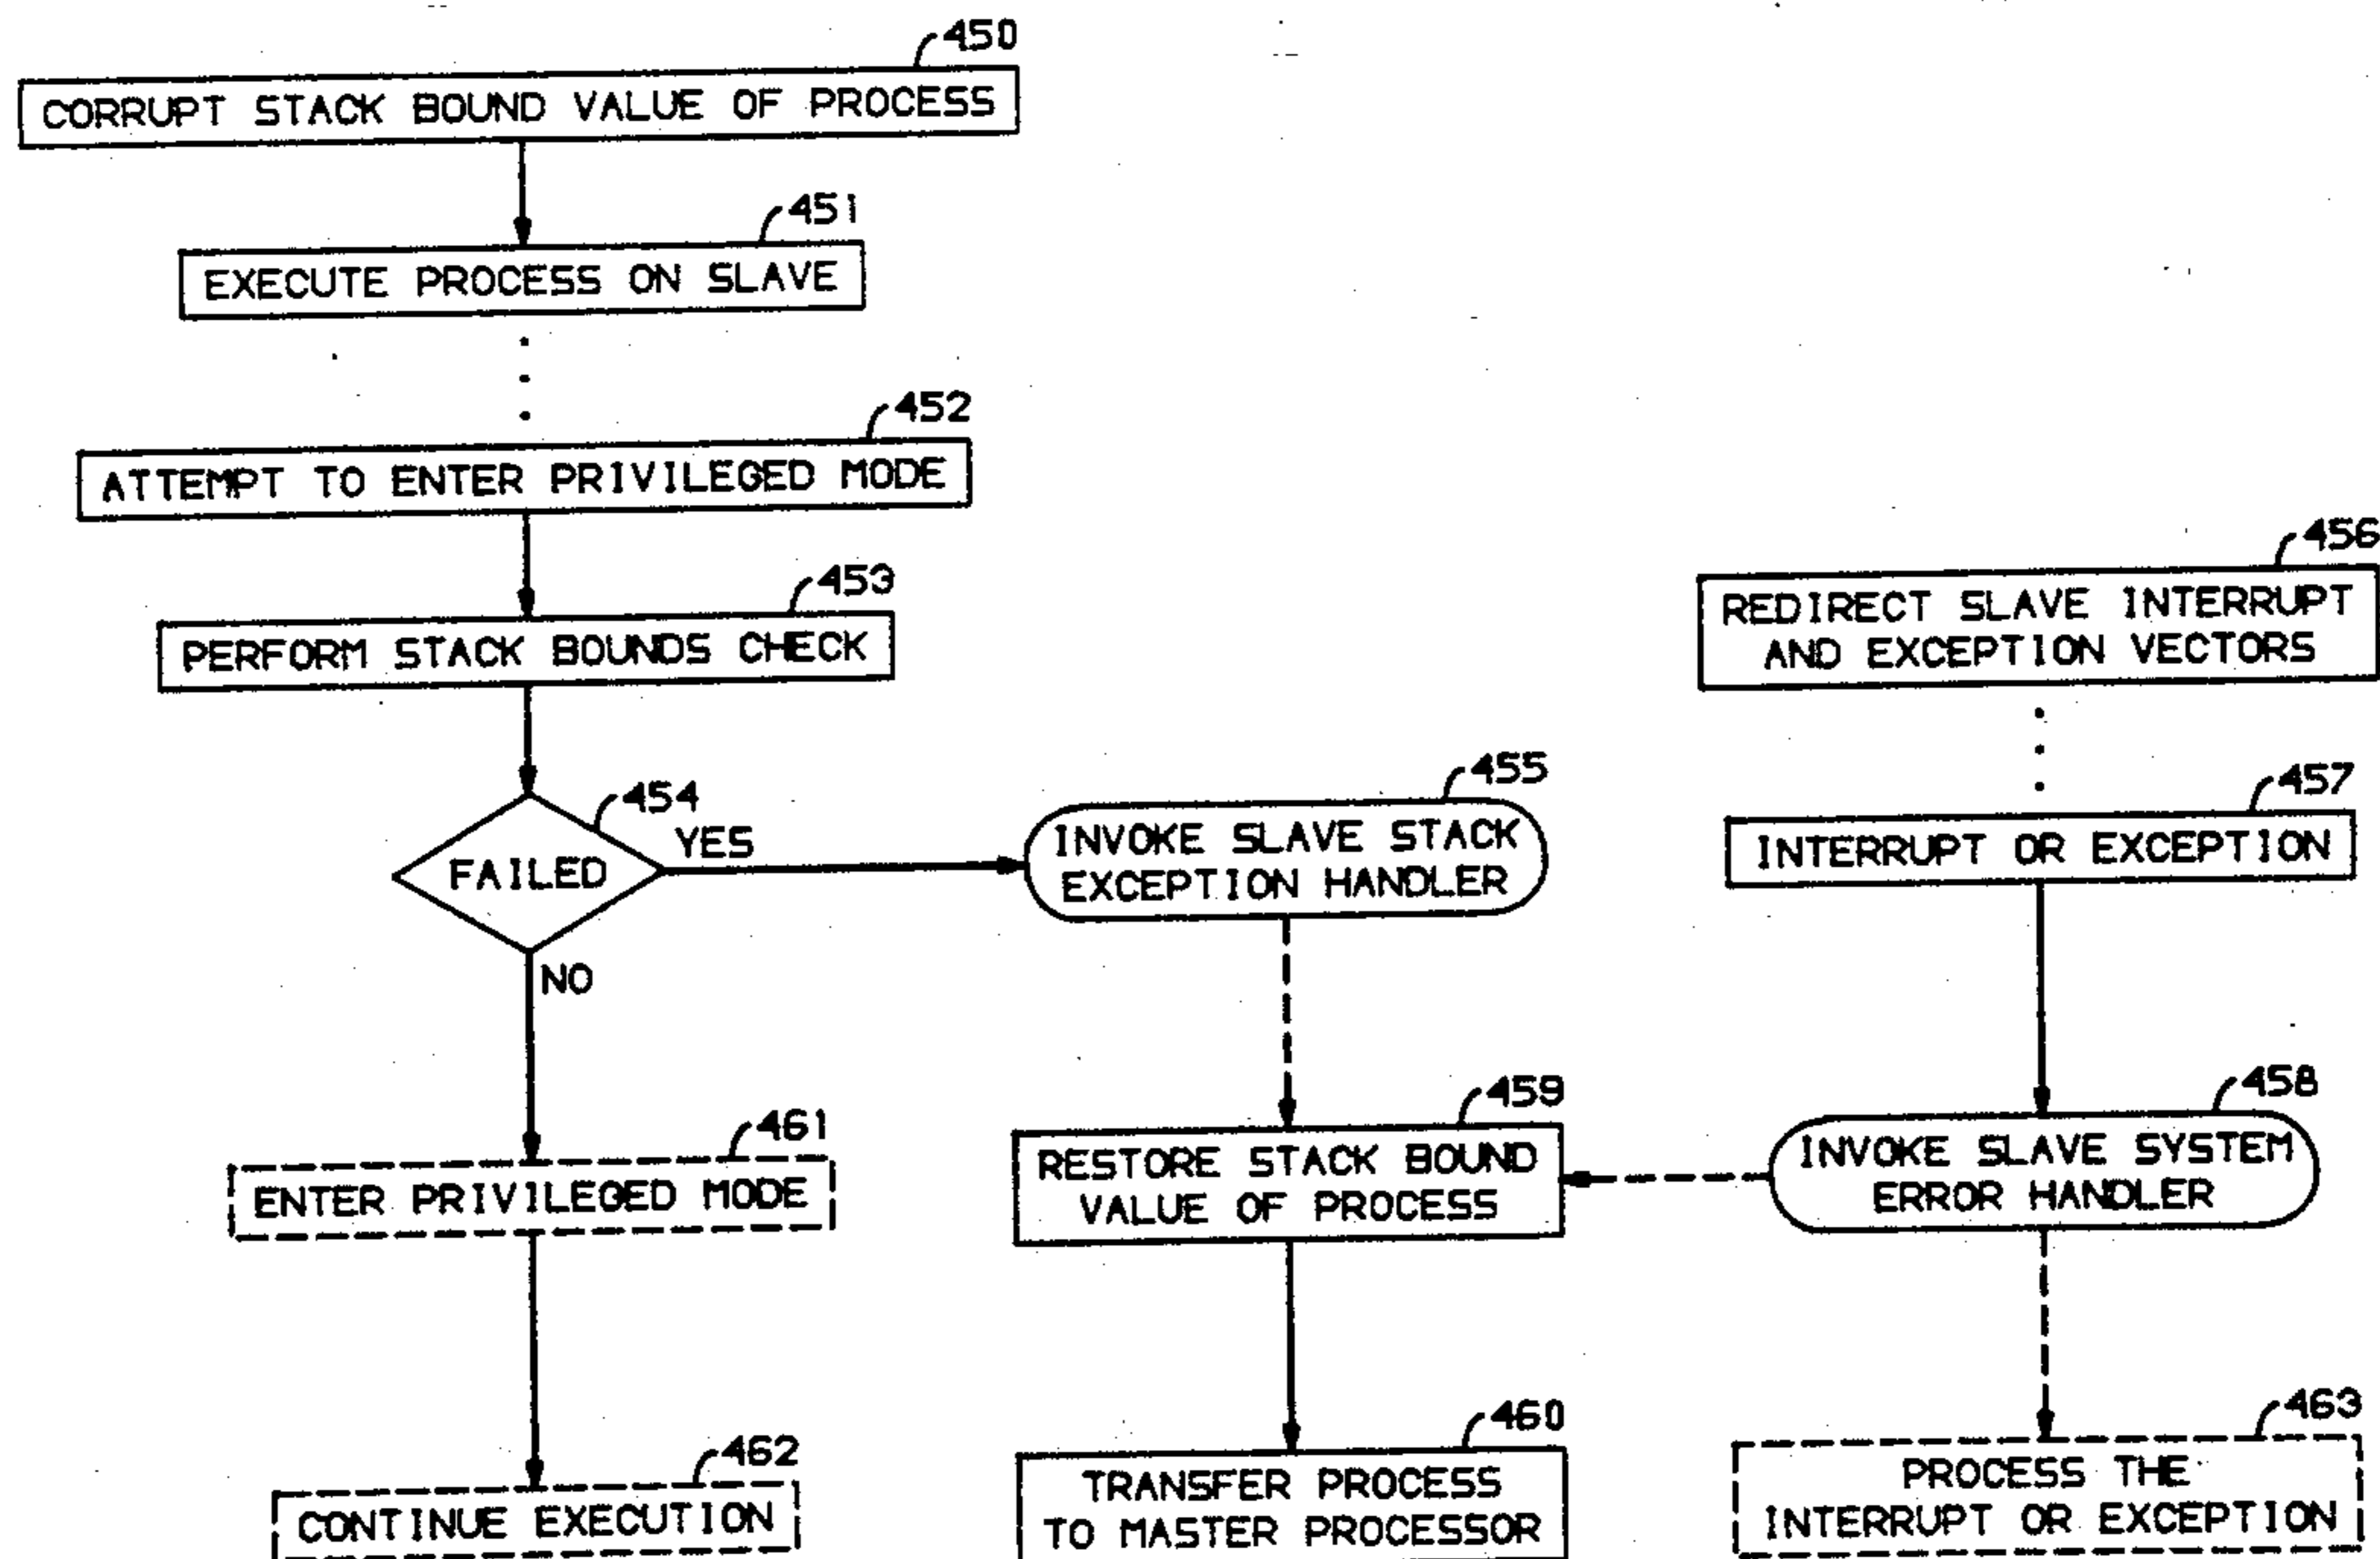 450
CORRUPT STACK BOUND VALUE OF PROCESS
451
EXECUTE PROCESS ON SLAVE
452
ATTEMPT TO ENTER PRIVILEGED MODE
453
PERFORM STACK BOUNDS CHECK
454
FAILED
YES
NO
455
INVOKE SLAVE STACK
EXCEPTION HANDLER
456
REDIRECT SLAVE INTERRUPT
AND EXCEPTION VECTORS
457
INTERRUPT OR EXCEPTION
458
INVOKE SLAVE SYSTEM
ERROR HANDLER
459
RESTORE STACK BOUND
VALUE OF PROCESS
460
TRANSFER PROCESS
TO MASTER PROCESSOR
461
ENTER PRIVILEGED MODE
462
CONTINUE EXECUTION
463
PROCESS THE
INTERRUPT OR EXCEPTION